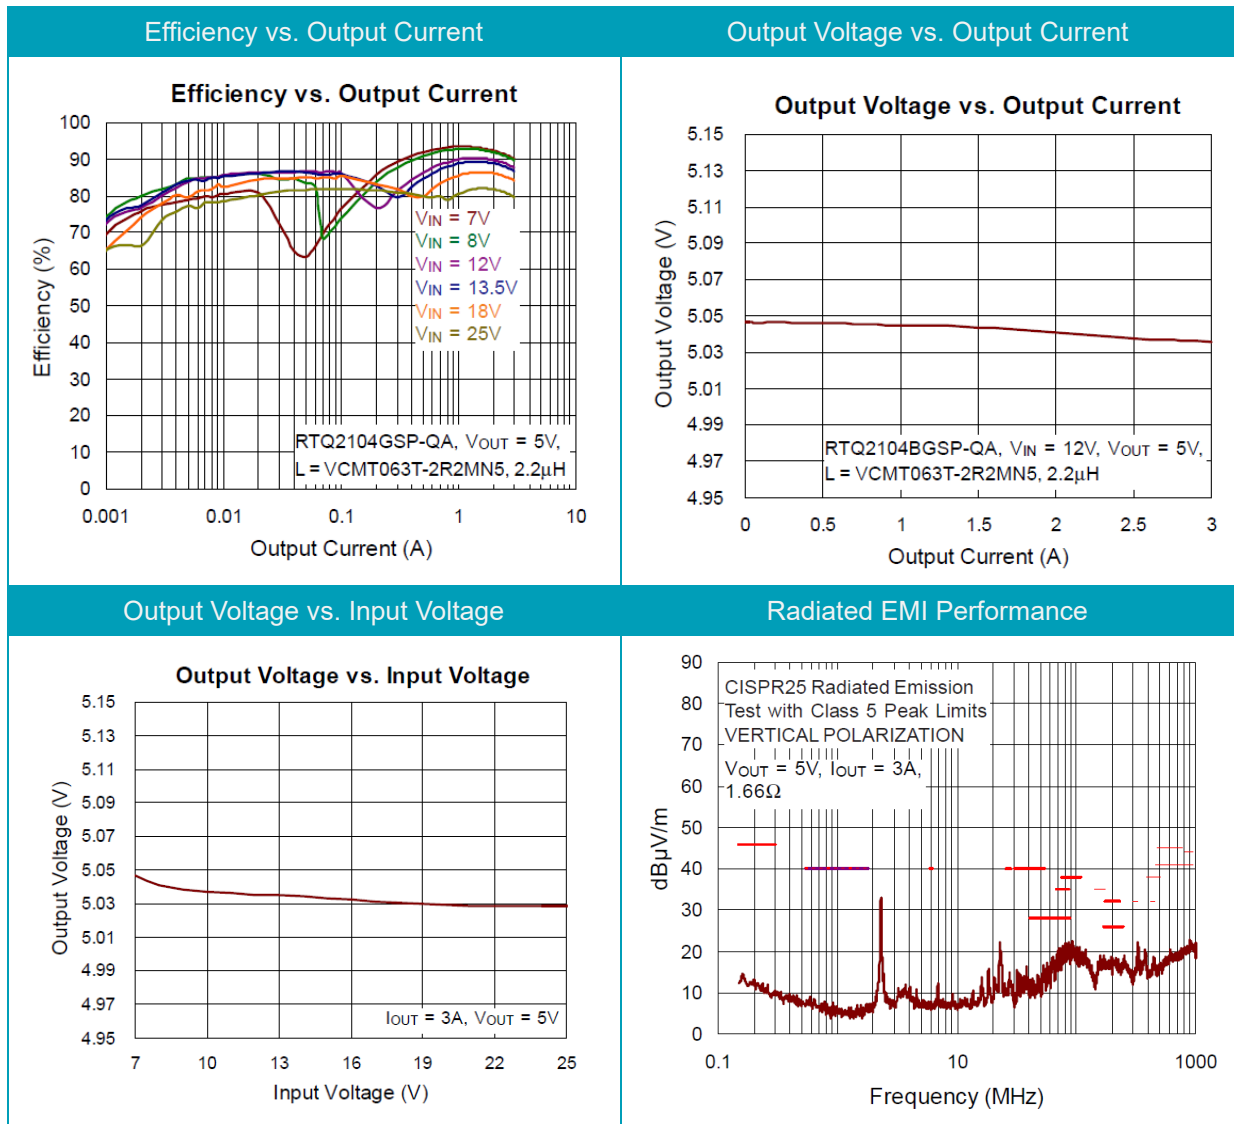 Efficiency vs. Output Current
Output Voltage vs. Output Current
Efficiency vs. Output Current
100
90
80
70
60
50
40
30
20
10
0
Efficiency (%)
VIN = 7V
VIN = 8V
VIN = 12V
VIN = 13.5V
VIN = 18V
VIN = 25V
RTQ2104GSP-QA, VOUT = 5V,
L = VCMT063T-2R2MN5, 2.2μH
0.001 0.01 0.1 1 10
Output Current (A)
Output Voltage vs. Output Current
5.15
5.13
5.11
5.09
5.07
5.05
5.03
5.01
4.99
4.97
4.95
Output Voltage (V)
RTQ2104BGSP-QA, VIN = 12V, VOUT = 5V,
L = VCMT063T-2R2MN5, 2.2μH
0 0.5 1 1.5 2 2.5 3
Output Current (A)
Output Voltage vs. Input Voltage
Radiated EMI Performance
Output Voltage vs. Input Voltage
5.15
5.13
5.11
5.09
5.07
5.05
5.03
5.01
4.99
4.97
4.95
Output Voltage (V)
IOUT = 3A, VOUT = 5V
7 10 13 16 19 22 25
Input Voltage (V)
90
80
70
60
50
40
30
20
10
0
dBμV/m
CISPR25 Radiated Emission
Test with Class 5 Peak Limits
VERTICAL POLARIZATION
VOUT = 5V, IOUT = 3A,
1.66Ω
0.1 10 1000
Frequency (MHz)